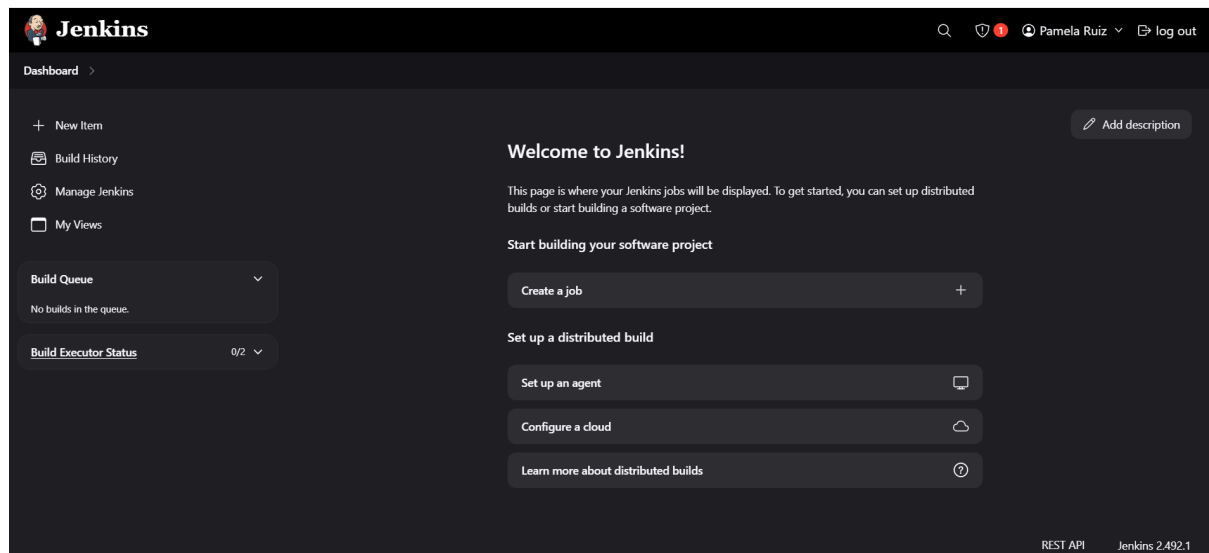 Jenkins
1
Pamela Ruiz
log out
Dashboard
New Item
Build History
Manage Jenkins
My Views
Build Queue
No builds in the queue.
Build Executor Status 0/2
Add description
Welcome to Jenkins!
This page is where your Jenkins jobs will be displayed. To get started, you can set up distributed
builds or start building a software project.
Start building your software project
Create a job
Set up a distributed build
Set up an agent
Configure a cloud
Learn more about distributed builds
REST API
Jenkins 2.492.1